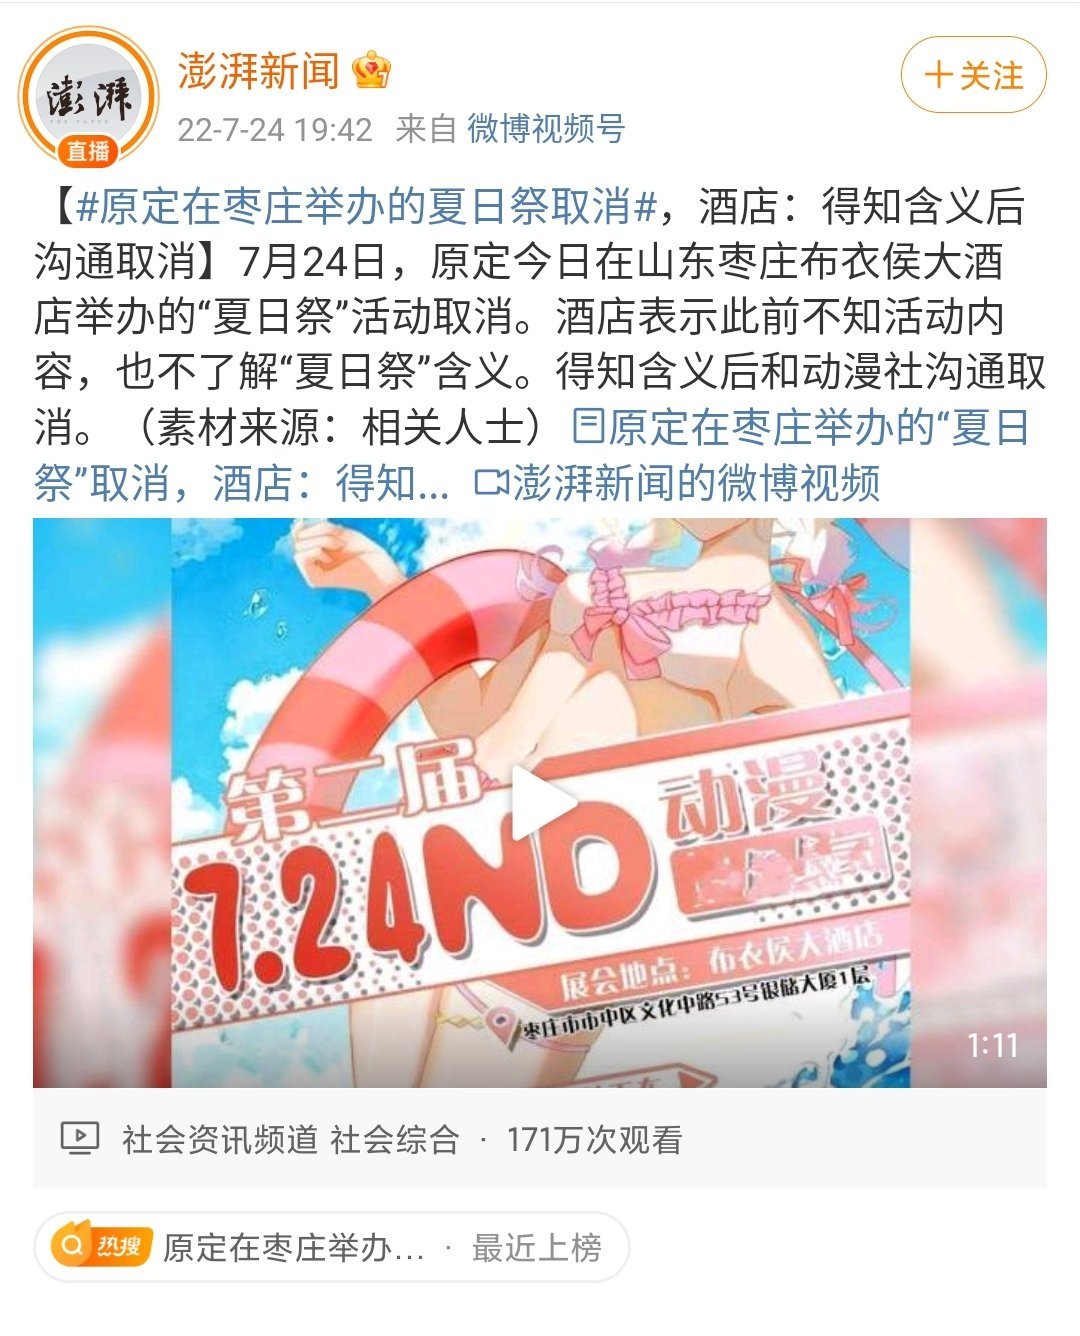 澎湃
THE PAPER
直播
澎湃新闻
22-7-24 19:42 来自 微博视频号
+关注
【#原定在枣庄举办的夏日祭取消#，酒店：得知含义后
沟通取消】7月24日，原定今日在山东枣庄布衣侯大酒
店举办的“夏日祭”活动取消。酒店表示此前不知活动内
容，也不了解“夏日祭”含义。得知含义后和动漫社沟通取
消。（素材来源：相关人士）原定在枣庄举办的“夏日
祭”取消，酒店：得知... 澎湃新闻的微博视频
第二届
7.24ND
动漫
展会地点：布衣侯大酒店
枣庄市市中区文化中路53号银储大厦1层
1:11
社会资讯频道 社会综合 · 171万次观看
热搜 原定在枣庄举办... · 最近上榜